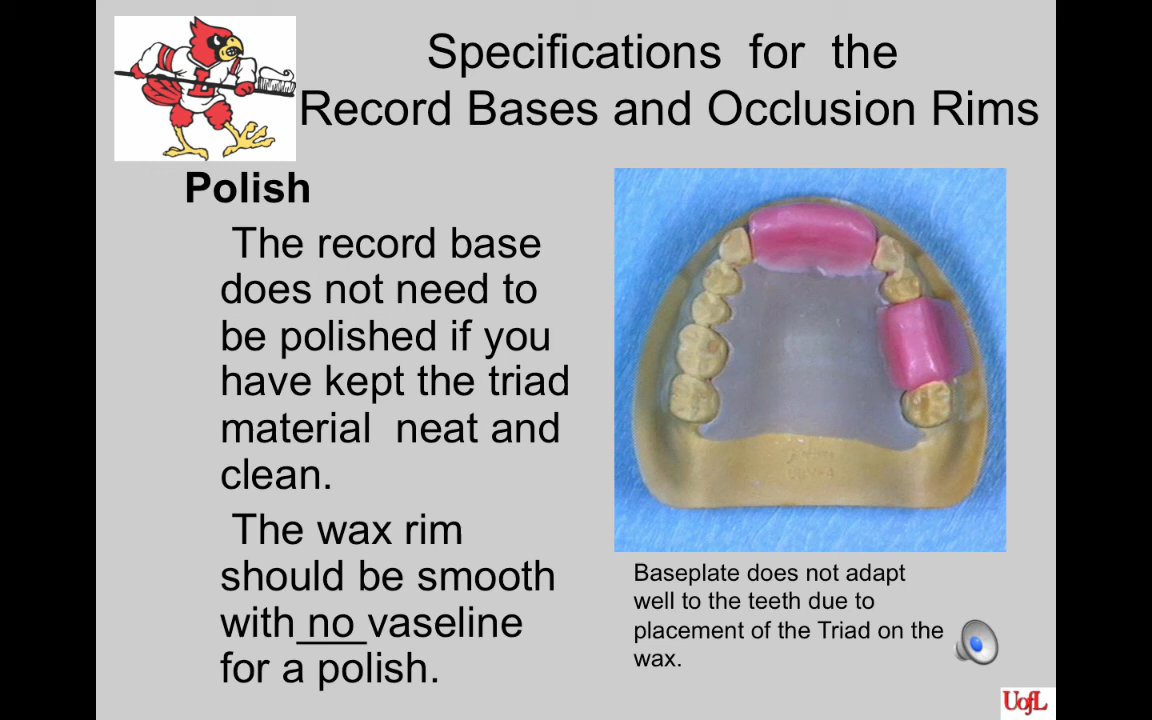 Specifications for the
Record Bases and Occlusion Rims
Polish
The record base
does not need to
be polished if you
have kept the triad
material neat and
clean.
The wax rim
should be smooth
with no vaseline
for a polish.
Baseplate does not adapt
well to the teeth due to
placement of the Triad on the
wax.
UofL